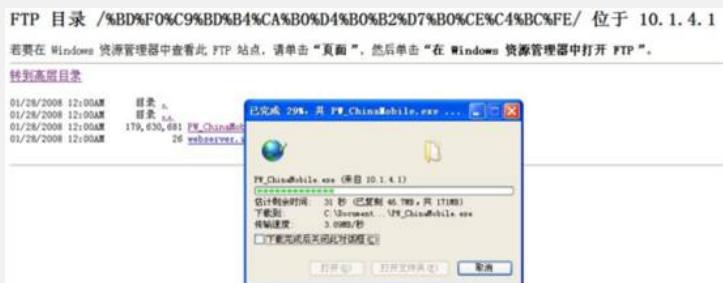 FTP 目录 /%BD%F0%C9%BD%B4%CA%B0%D4%B0%B2%D7%B0%CE%C4%BC%FE/ 位于 10.1.4.1
若要在 Windows 资源管理器中查看此 FTP 站点，请单击“页面”，然后单击“在 Windows 资源管理器中打开 FTP”。
转到高层目录
01/28/2008 12:00AM 目录 .
01/28/2008 12:00AM 目录 ..
01/28/2008 12:00AM 179,630,681 PW_ChinaMob
01/28/2008 12:00AM 26 webserver.
已完成 29%，共 PW_ChinaMobile.exe ...
PW_ChinaMobile.exe (来自 10.1.4.1)
估计剩余时间: 31 秒 (已复制 46.7MB，共 171MB)
下载到: C:\Document...\PW_ChinaMobile.exe
传输速度: 3.09MB/秒
下载完成后关闭此对话框(C)
打开(O) 打开文件夹(F) 取消